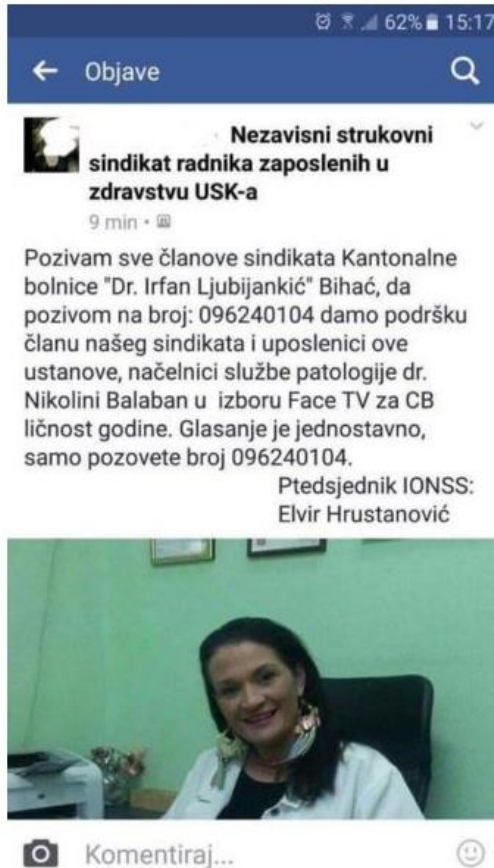 62% 15:17
Objave
Nezavisni strukovni
sindikat radnika zaposlenih u
zdravstvu USK-a
9 min •
Pozivam sve članove sindikata Kantonalne
bolnice "Dr. Irfan Ljubijankić" Bihać, da
pozivom na broj: 096240104 damo podršku
članu našeg sindikata i uposlenici ove
ustanove, načelnici službe patologije dr.
Nikolini Balaban u izboru Face TV za CB
ličnost godine. Glasanje je jednostavno,
samo pozovete broj 096240104.
Ptedsjednik IONSS:
Elvir Hrustanović
Komentiraj...